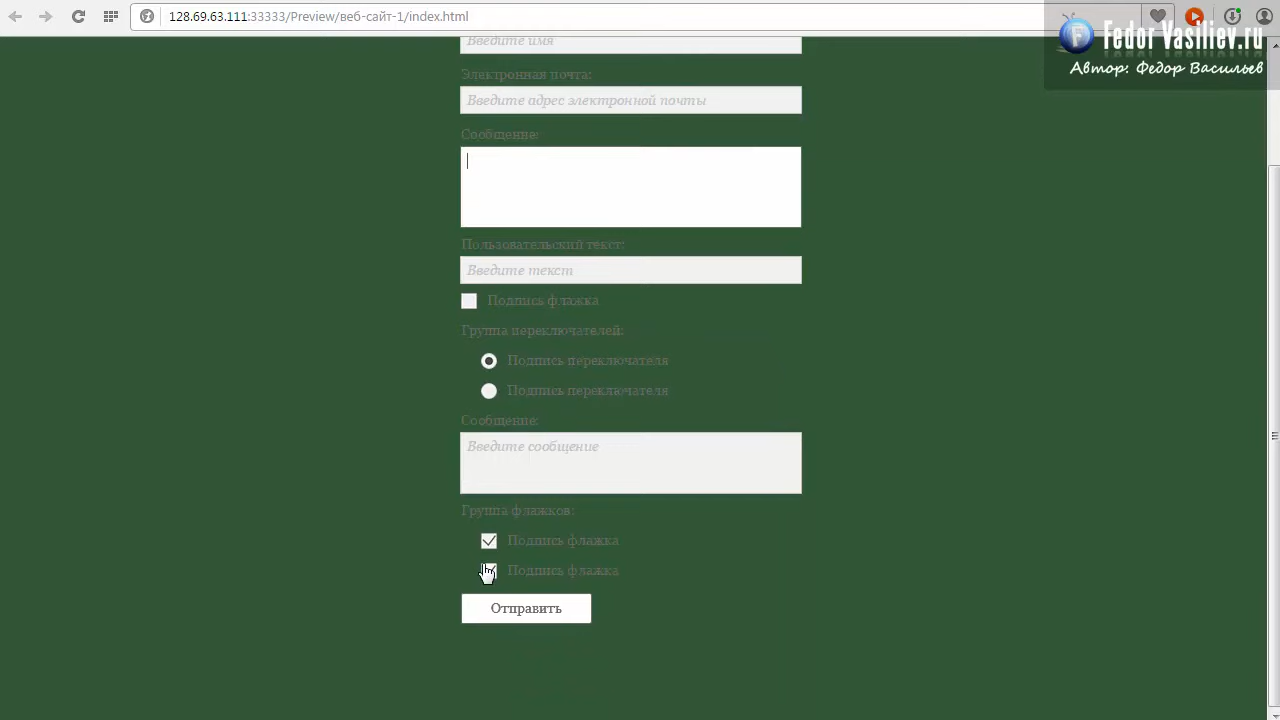 128.69.63.111:33333/Preview/веб-сайт-1/index.html
Fedor Vasiliev.ru
Автор: Федор Васильев
Введите имя
Электронная почта:
Введите адрес электронной почты
Сообщение:
Пользовательский текст:
Введите текст
Подпись флажка
Группа переключателей:
Подпись переключателя
Подпись переключателя
Сообщение:
Введите сообщение
Группа флажков:
Подпись флажка
Подпись флажка
Отправить